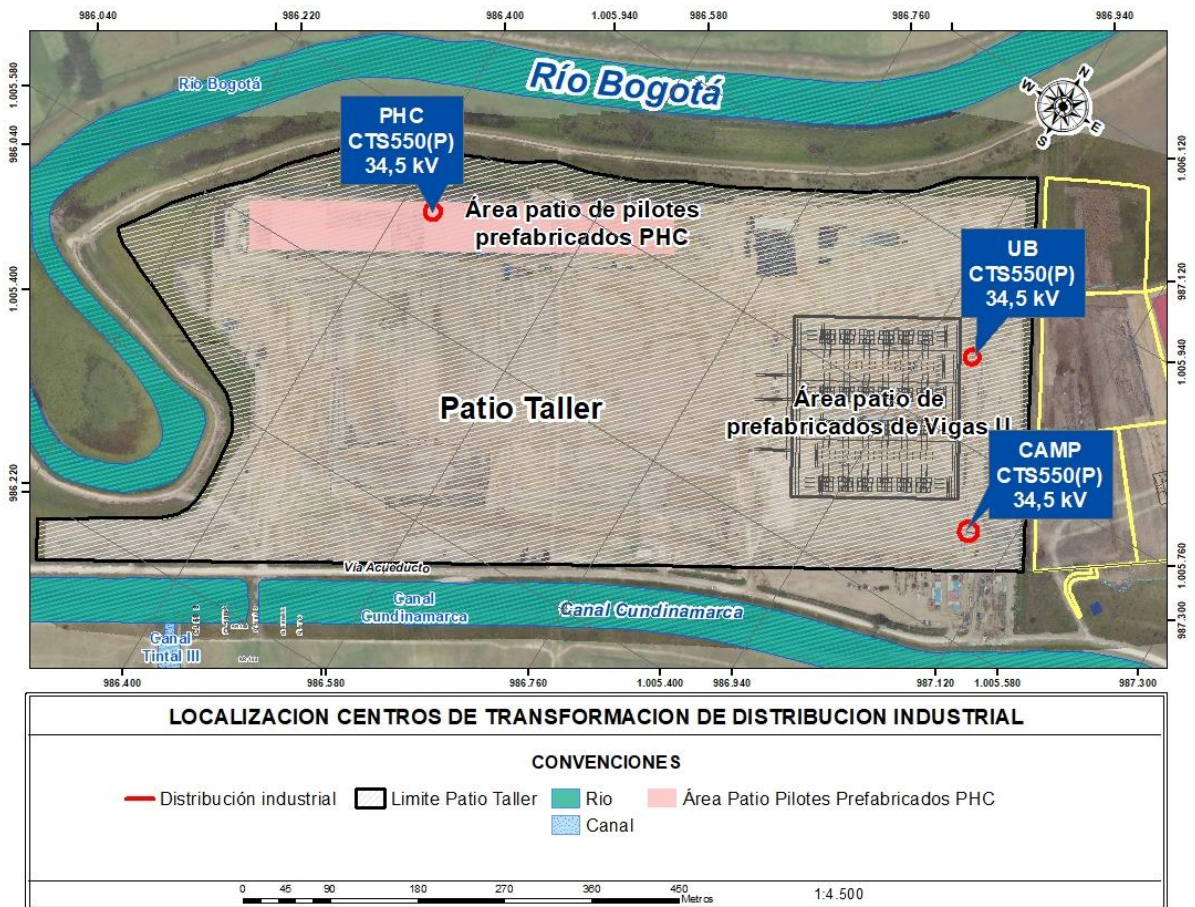 986.040
986.220
986.400
1.005.940
986.580
986.760
986.940
1.005.580
986.040
1.005.400
986.220
1.006.120
987.120
1.005.940
1.005.760
987.300
Río Bogotá
Río Bogotá
N
W
E
S
PHC
CTS550(P)
34,5 kV
Área patio de pilotes
prefabricados PHC
UB
CTS550(P)
34,5 kV
Patio Taller
Área patio de
prefabricados de Vigas U
CAMP
CTS550(P)
34,5 kV
Vía Acueducto
Canal
Cundinamarca
Canal Cundinamarca
Canal
Tintal III
986.400
986.580
986.760
1.005.400
986.940
987.120
1.005.580
987.300
LOCALIZACION CENTROS DE TRANSFORMACION DE DISTRIBUCION INDUSTRIAL
CONVENCIONES
Distribución industrial
Limite Patio Taller
Rio
Área Patio Pilotes Prefabricados PHC
Canal
0 45 90 180 270 360 450
Metros
1:4.500